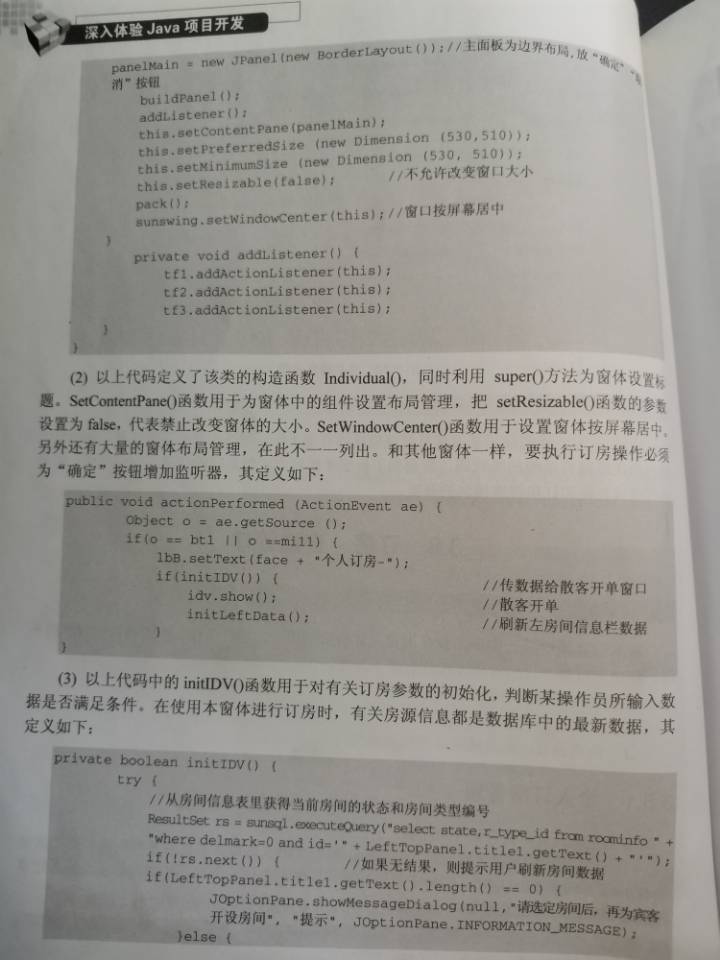 深入体验 Java 项目开发
panelMain = new JPanel(new BorderLayout());//主面板为边界布局,放“确定”“取
消”按钮
buildPanel();
addListener();
this.setContentPane(panelMain);
this.setPreferredSize (new Dimension (530,510));
this.setMinimumSize (new Dimension (530, 510));
this.setResizable(false); //不允许改变窗口大小
pack();
sunswing.setWindowCenter(this);//窗口按屏幕居中
}
private void addListener() {
tf1.addActionListener(this);
tf2.addActionListener(this);
tf3.addActionListener(this);
}
}
(2) 以上代码定义了该类的构造函数 Individual()，同时利用 super()方法为窗体设置标
题。SetContentPane()函数用于为窗体中的组件设置布局管理，把 setResizable()函数的参数
设置为 false，代表禁止改变窗体的大小。SetWindowCenter()函数用于设置窗体按屏幕居中。
另外还有大量的窗体布局管理，在此不一一列出。和其他窗体一样，要执行订房操作必须
为“确定”按钮增加监听器，其定义如下：
public void actionPerformed (ActionEvent ae) {
Object o = ae.getSource ();
if(o == bt1 || o ==mi11) {
lbB.setText(face + "个人订房-");
if(initIDV()) { //传数据给散客开单窗口
idv.show(); //散客开单
initLeftData(); //刷新左房间信息栏数据
}
}
(3) 以上代码中的 initIDV()函数用于对有关订房参数的初始化，判断某操作员所输入数
据是否满足条件。在使用本窗体进行订房时，有关房源信息都是数据库中的最新数据，其
定义如下：
private boolean initIDV() {
try {
//从房间信息表里获得当前房间的状态和房间类型编号
ResultSet rs = sunsql.executeQuery("select state,r_type_id from roominfo " +
"where delmark=0 and id='" + LeftTopPanel.title1.getText() + "'");
if(!rs.next()) { //如果无结果，则提示用户刷新房间数据
if(LeftTopPanel.title1.getText().length() == 0) {
JOptionPane.showMessageDialog(null,"请选定房间后，再为宾客
开设房间", "提示", JOptionPane.INFORMATION_MESSAGE);
}else {